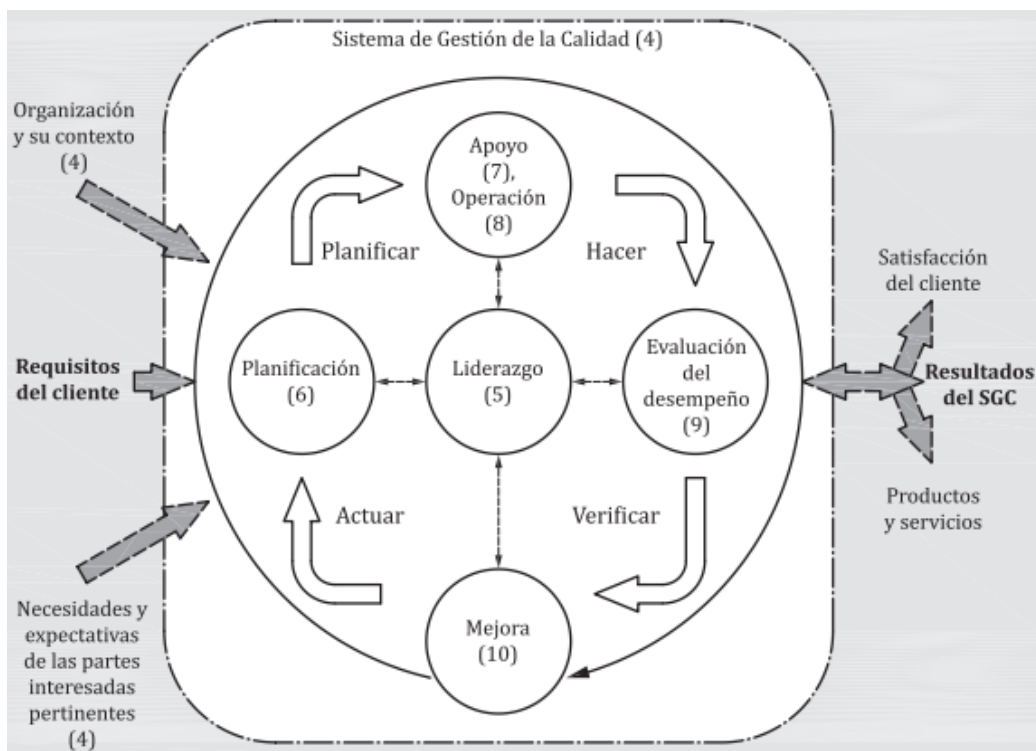 Sistema de Gestión de la Calidad (4)
Organización
y su contexto
(4)
Apoyo
(7),
Operación
(8)
Planificar
Hacer
Satisfacción
del cliente
Requisitos
del cliente
Planificación
(6)
Liderazgo
(5)
Evaluación
del
desempeño
(9)
Resultados
del SGC
Actuar
Verificar
Productos
y servicios
Necesidades y
expectativas
de las partes
interesadas
pertinentes
(4)
Mejora
(10)